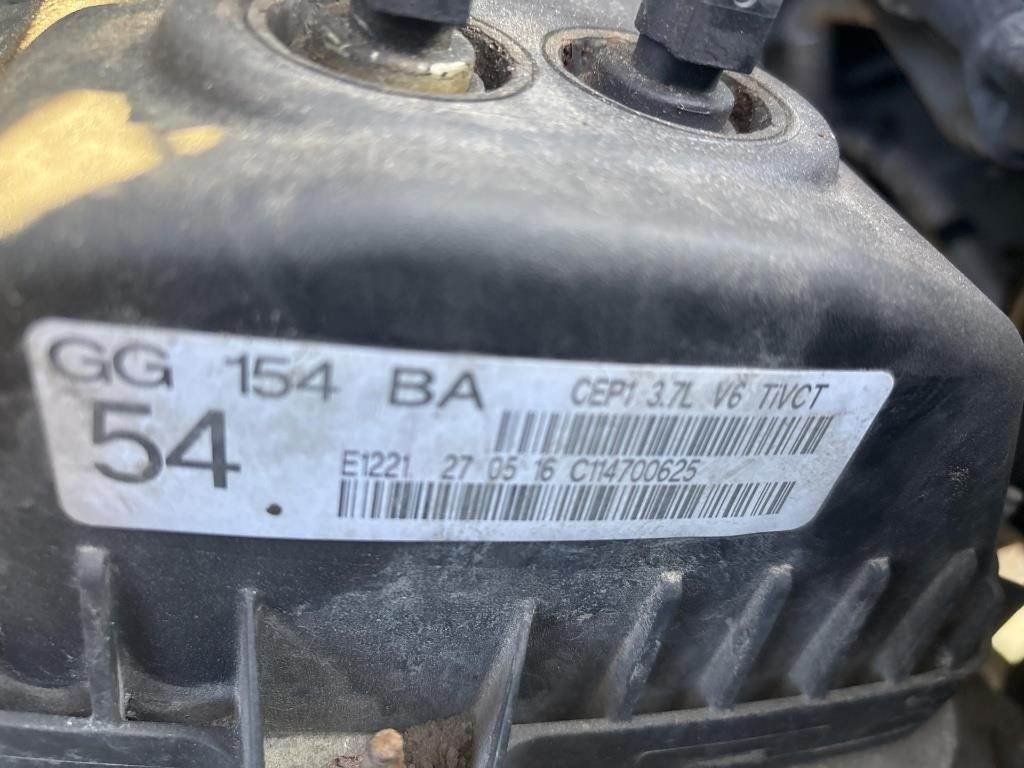 GG 154 BA CEP1 3.7L V6 TiVCT
54 E1221 27 05 16 C114700625